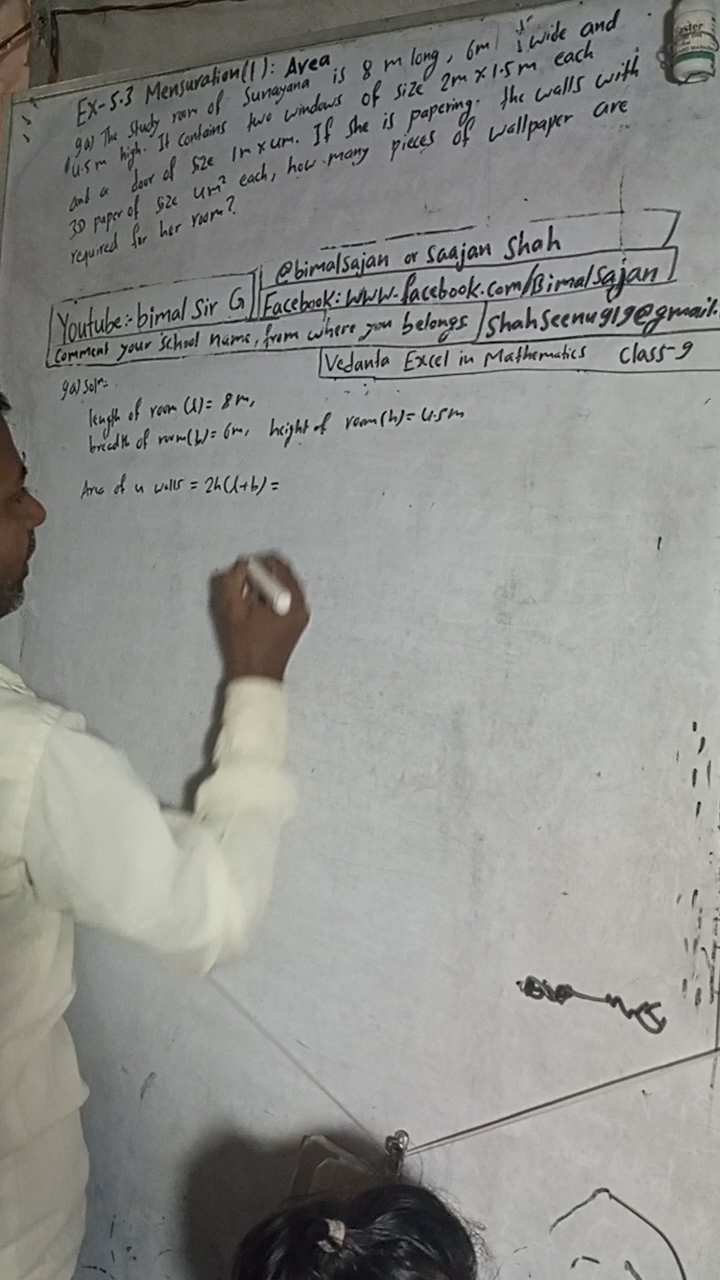 Ex-5.3 Mensuration(I): Area
9a) The study room of Sunayana is 8 m long, 6m wide and
4.5 m high. It contains two windows of size 2m x 1.5 m each
and a door of size 1m x 4m. If she is papering the walls with
3D paper of size 4m² each, how many pieces of wallpaper are
required for her room?
@bimalsajan or Saajan Shah
Youtube:- bimal Sir G
Facebook: www.facebook.com/Bimalsajan
Comment your School name, from where you belongs
Shahseenu919@gmail.
Vedanta Excel in Mathematics Class-9
9a) Soln:-
length of room (l) = 8m,
breadth of room (b) = 6m, height of room (h) = 4.5m
Area of 4 walls = 2h(l+b) =